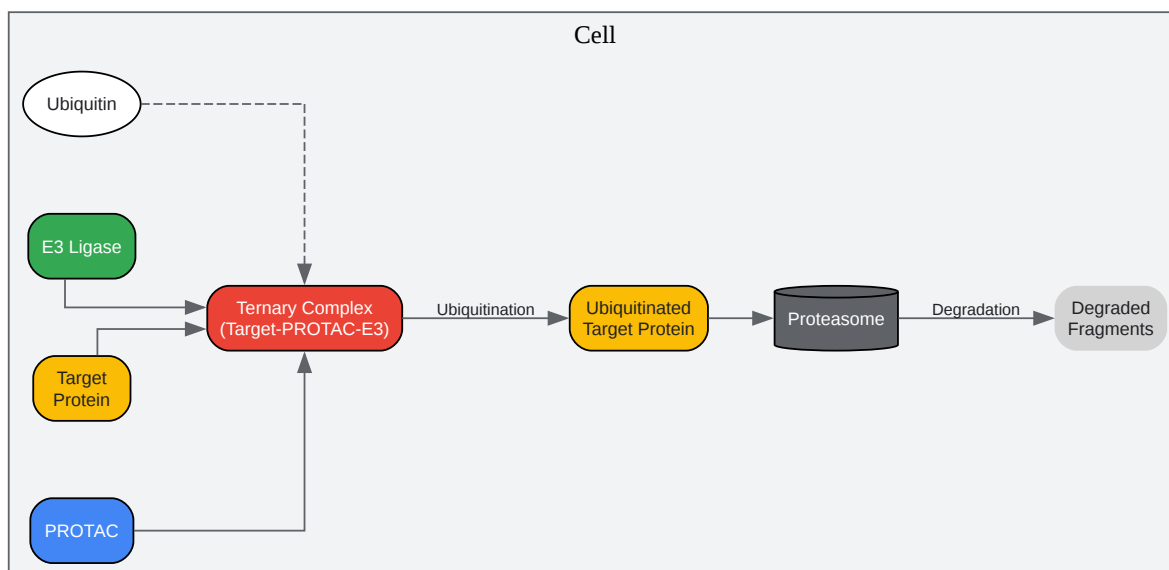 Cell
Ubiquitin
E3 Ligase
Target
Protein
PROTAC
Ternary Complex
(Target-PROTAC-E3)
Ubiquitination
Ubiquitinated
Target Protein
Proteasome
Degradation
Degraded
Fragments